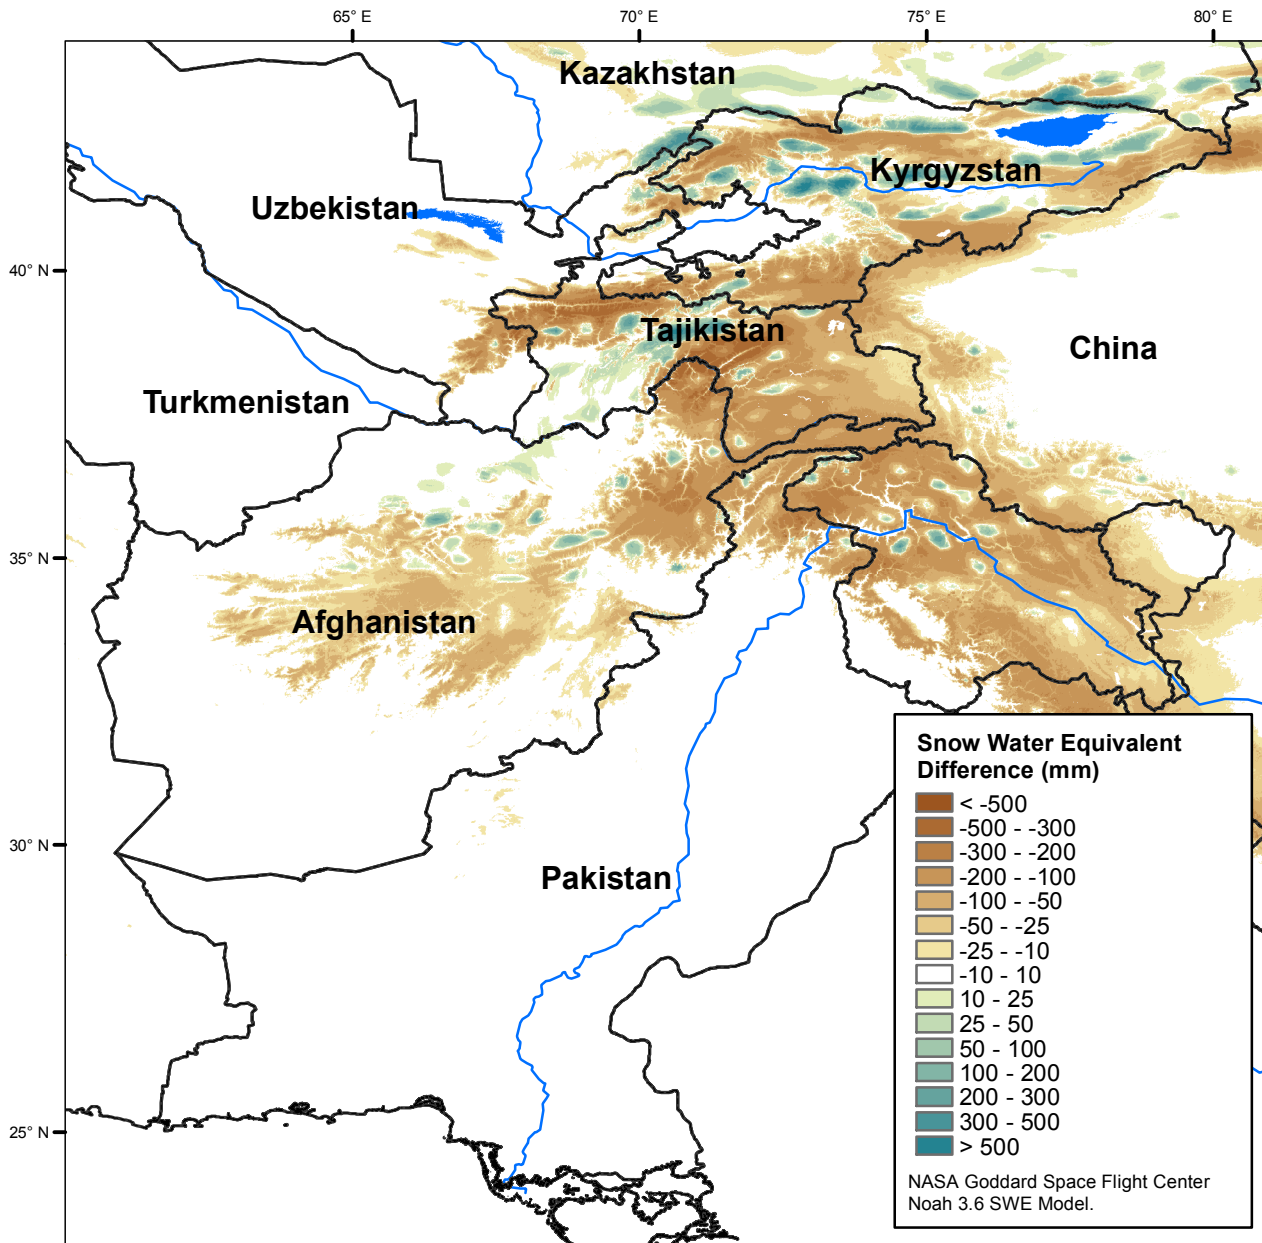 65° E
70° E
75° E
80° E
Kazakhstan
Kyrgyzstan
Uzbekistan
40° N
Tajikistan
China
Turkmenistan
35° N
Afghanistan
Snow Water Equivalent
Difference (mm)
< -500
-500 - -300
-300 - -200
-200 - -100
-100 - -50
-50 - -25
-25 - -10
-10 - 10
10 - 25
25 - 50
50 - 100
100 - 200
200 - 300
300 - 500
> 500
NASA Goddard Space Flight Center
Noah 3.6 SWE Model.
30° N
Pakistan
25° N